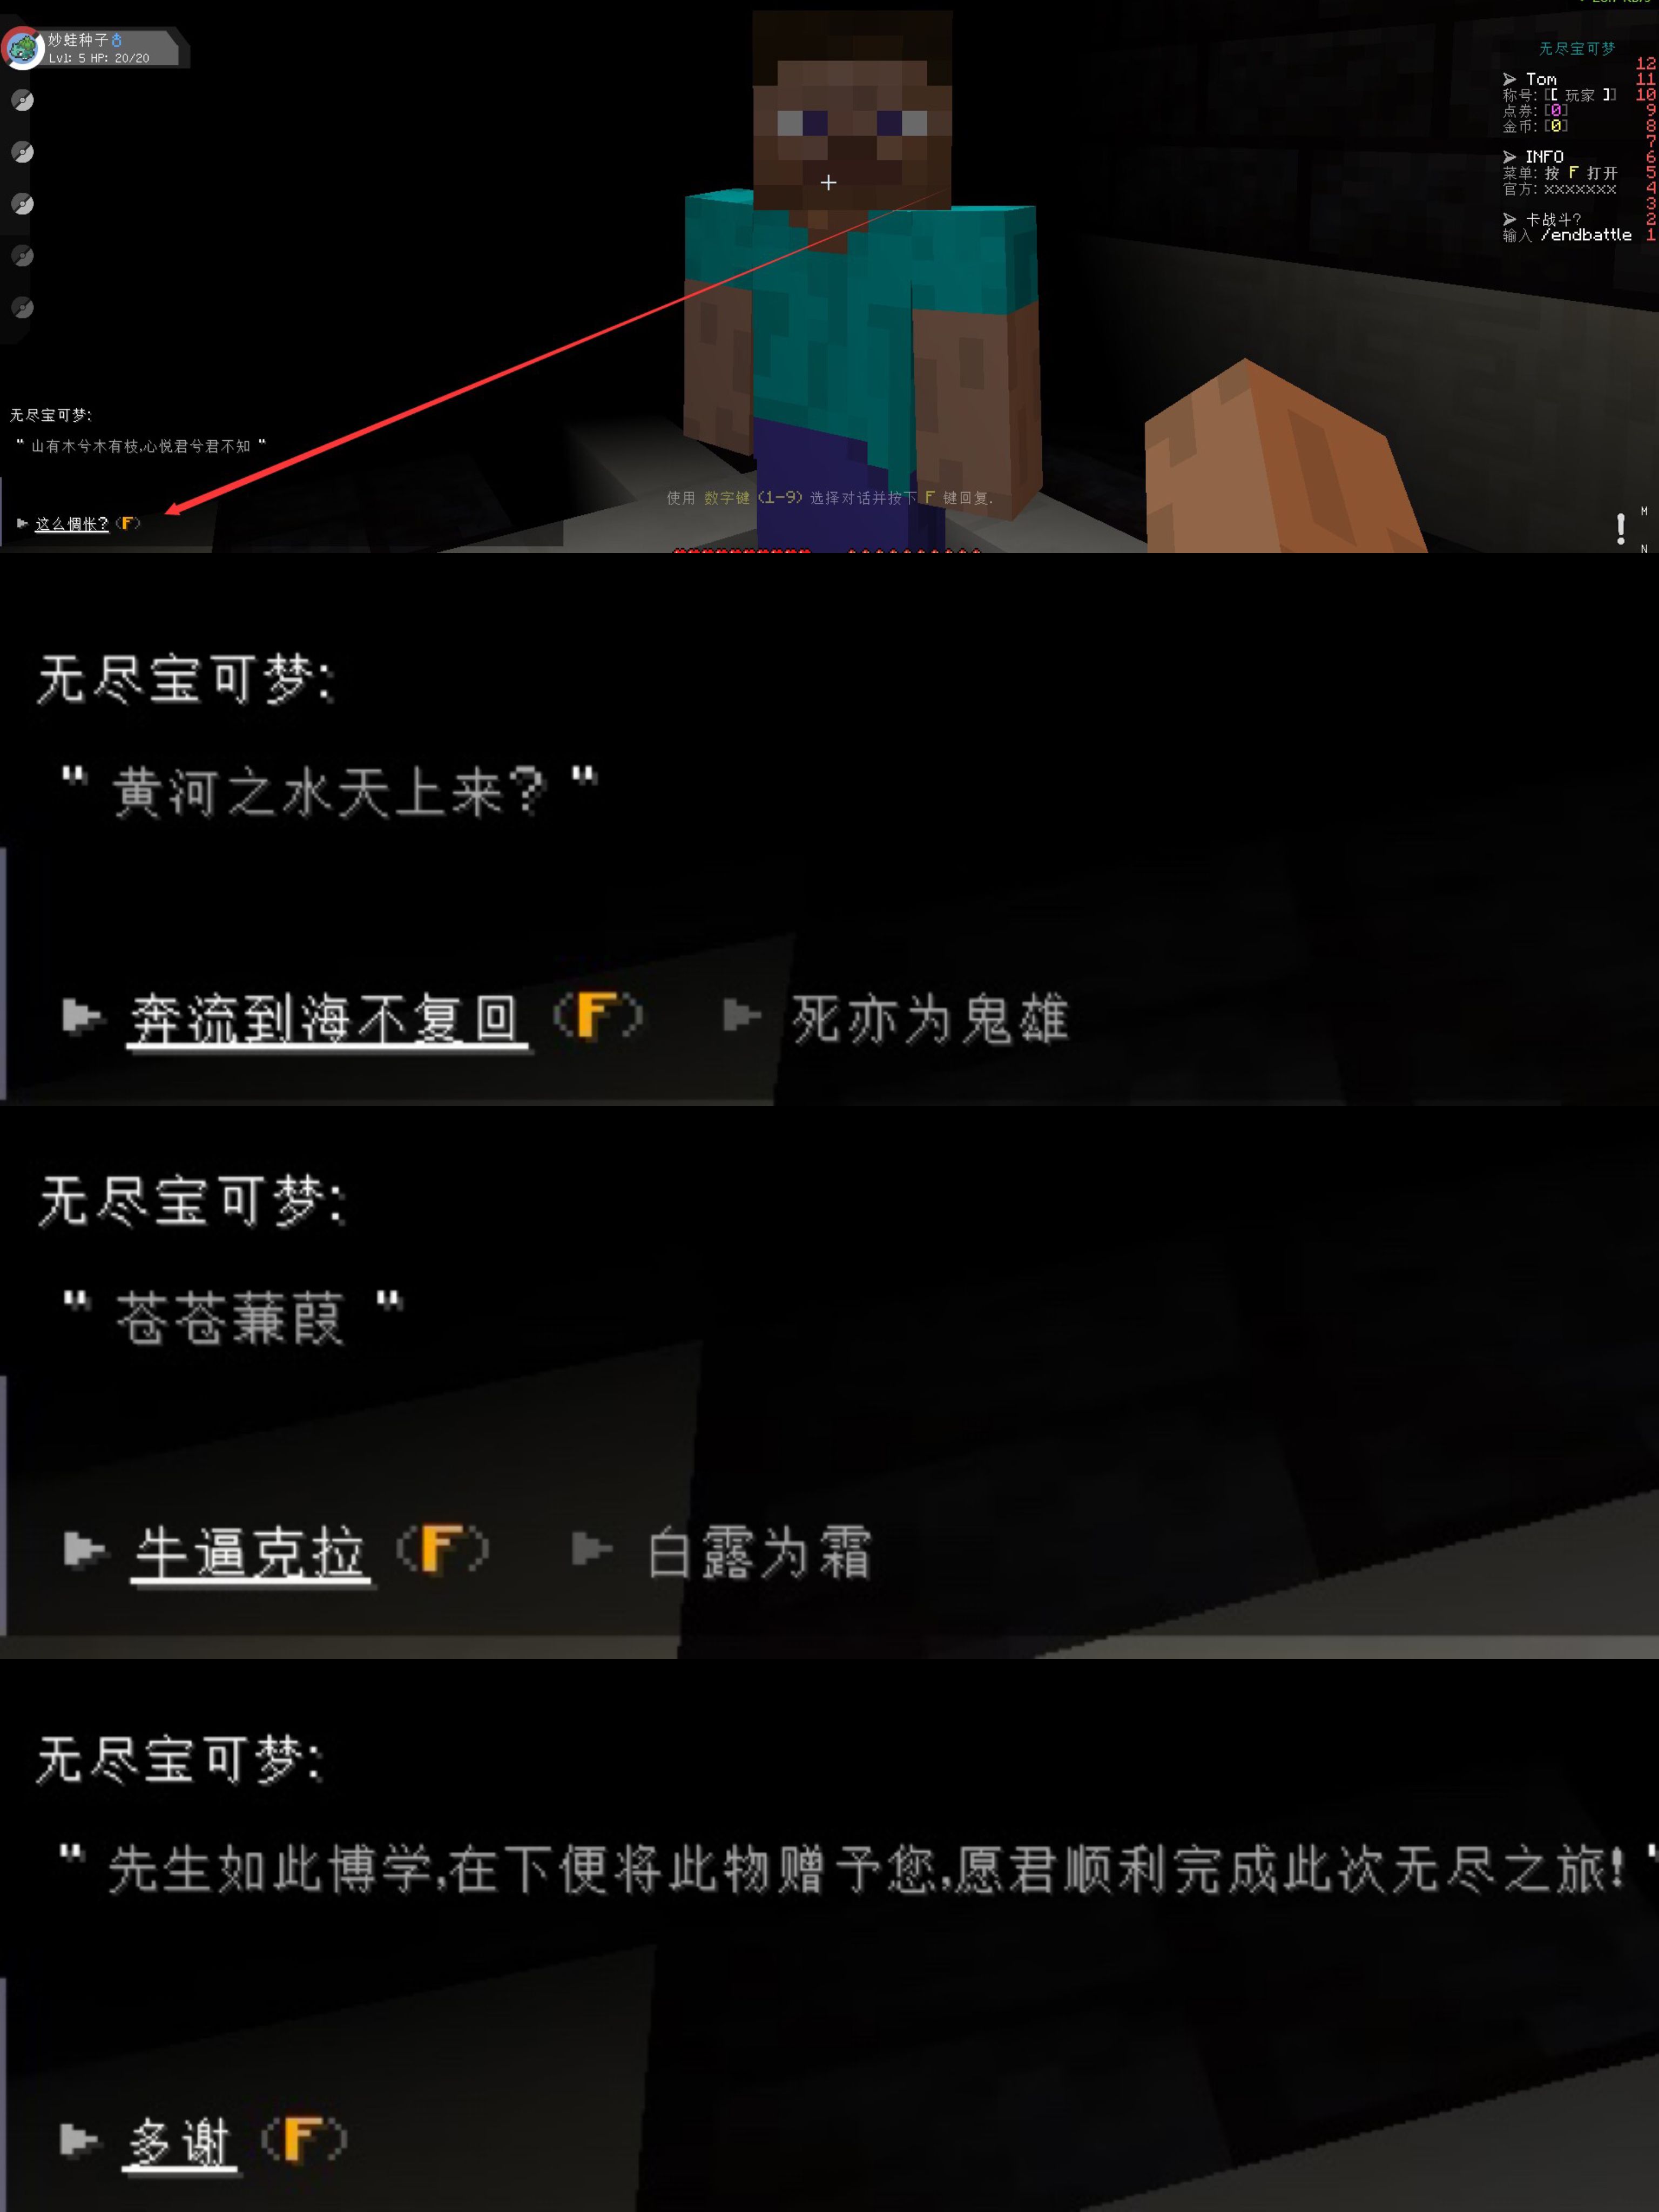 妙蛙种子♂
Lvl: 5 HP: 20/20
无尽宝可梦
12
➤ Tom 11
称号: [[ 玩家 ]] 10
点券: [0] 9
金币: [0] 8
7
➤ INFO 6
菜单: 按 F 打开 5
官方: xxxxxxx 4
3
➤ 卡战斗? 2
输入 /endbattle 1
无尽宝可梦:
" 山有木兮木有枝,心悦君兮君不知 "
使用 数字键 (1-9) 选择对话并按下 F 键回复.
▶ 这么惆怅? (F)
M
N
无尽宝可梦:
" 黄河之水天上来? "
▶ 奔流到海不复回 (F) ▶ 死亦为鬼雄
无尽宝可梦:
" 苍苍蒹葭 "
▶ 牛逼克拉 (F) ▶ 白露为霜
无尽宝可梦:
" 先生如此博学,在下便将此物赠予您,愿君顺利完成此次无尽之旅! "
▶ 多谢 (F)